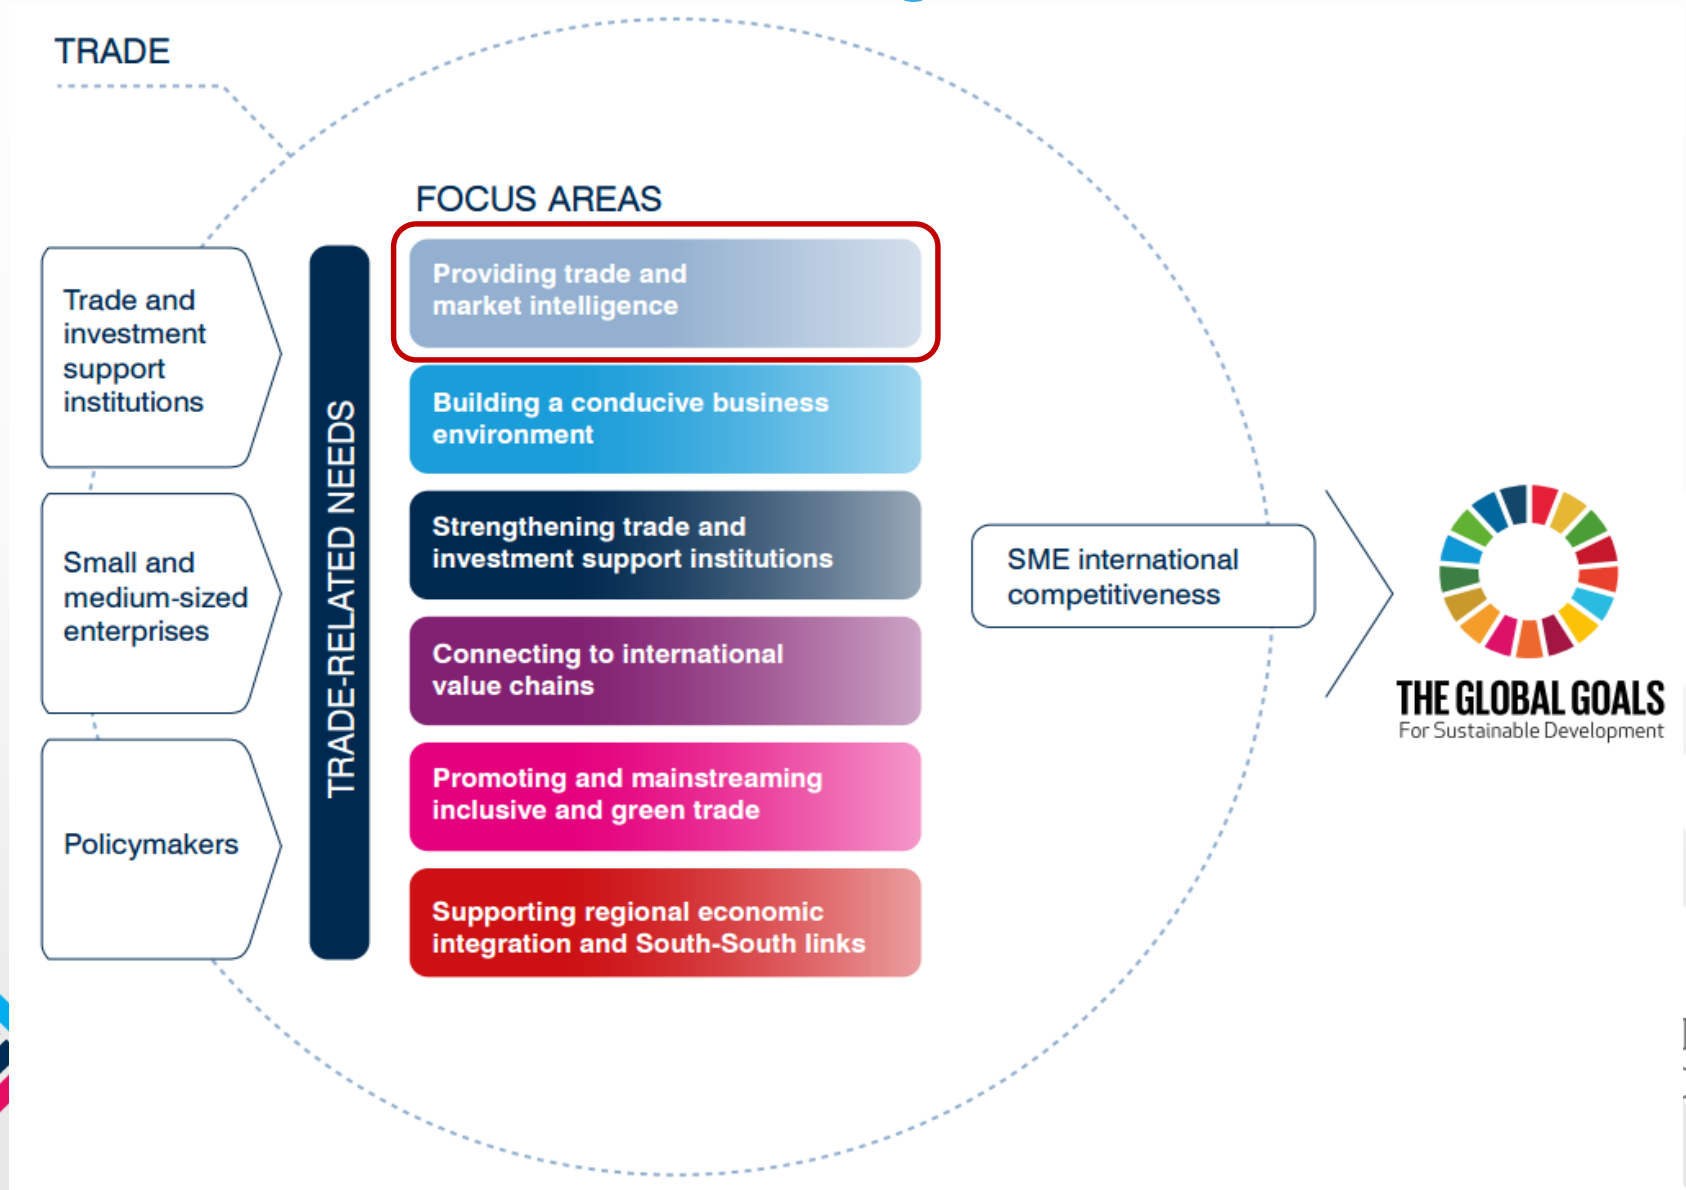 TRADE
FOCUS AREAS
Trade and
investment
support
institutions
Small and
medium-sized
enterprises
Policymakers
TRADE-RELATED NEEDS
Providing trade and
market intelligence
Building a conducive business
environment
Strengthening trade and
investment support institutions
Connecting to international
value chains
Promoting and mainstreaming
inclusive and green trade
Supporting regional economic
integration and South-South links
SME international
competitiveness
THE GLOBAL GOALS
For Sustainable Development